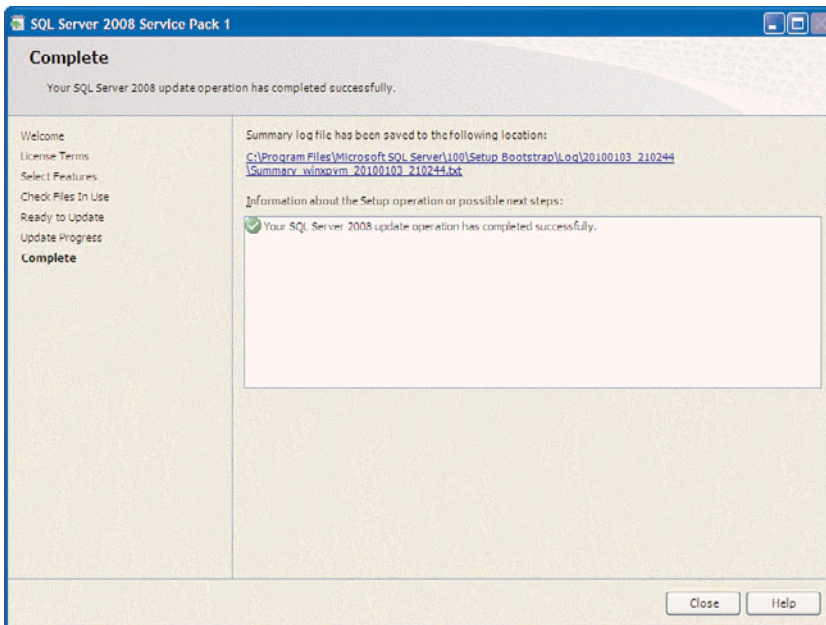 SQL Server 2008 Service Pack 1
Complete
Your SQL Server 2008 update operation has completed successfully.
Welcome
License Terms
Select Features
Check Files In Use
Ready to Update
Update Progress
Complete
Summary log file has been saved to the following location:
C:\Program Files\Microsoft SQL Server\100\Setup Bootstrap\Log\20100103_210244
\Summary_winxpvm_20100103_210244.txt
Information about the Setup operation or possible next steps:
Your SQL Server 2008 update operation has completed successfully.
Close
Help